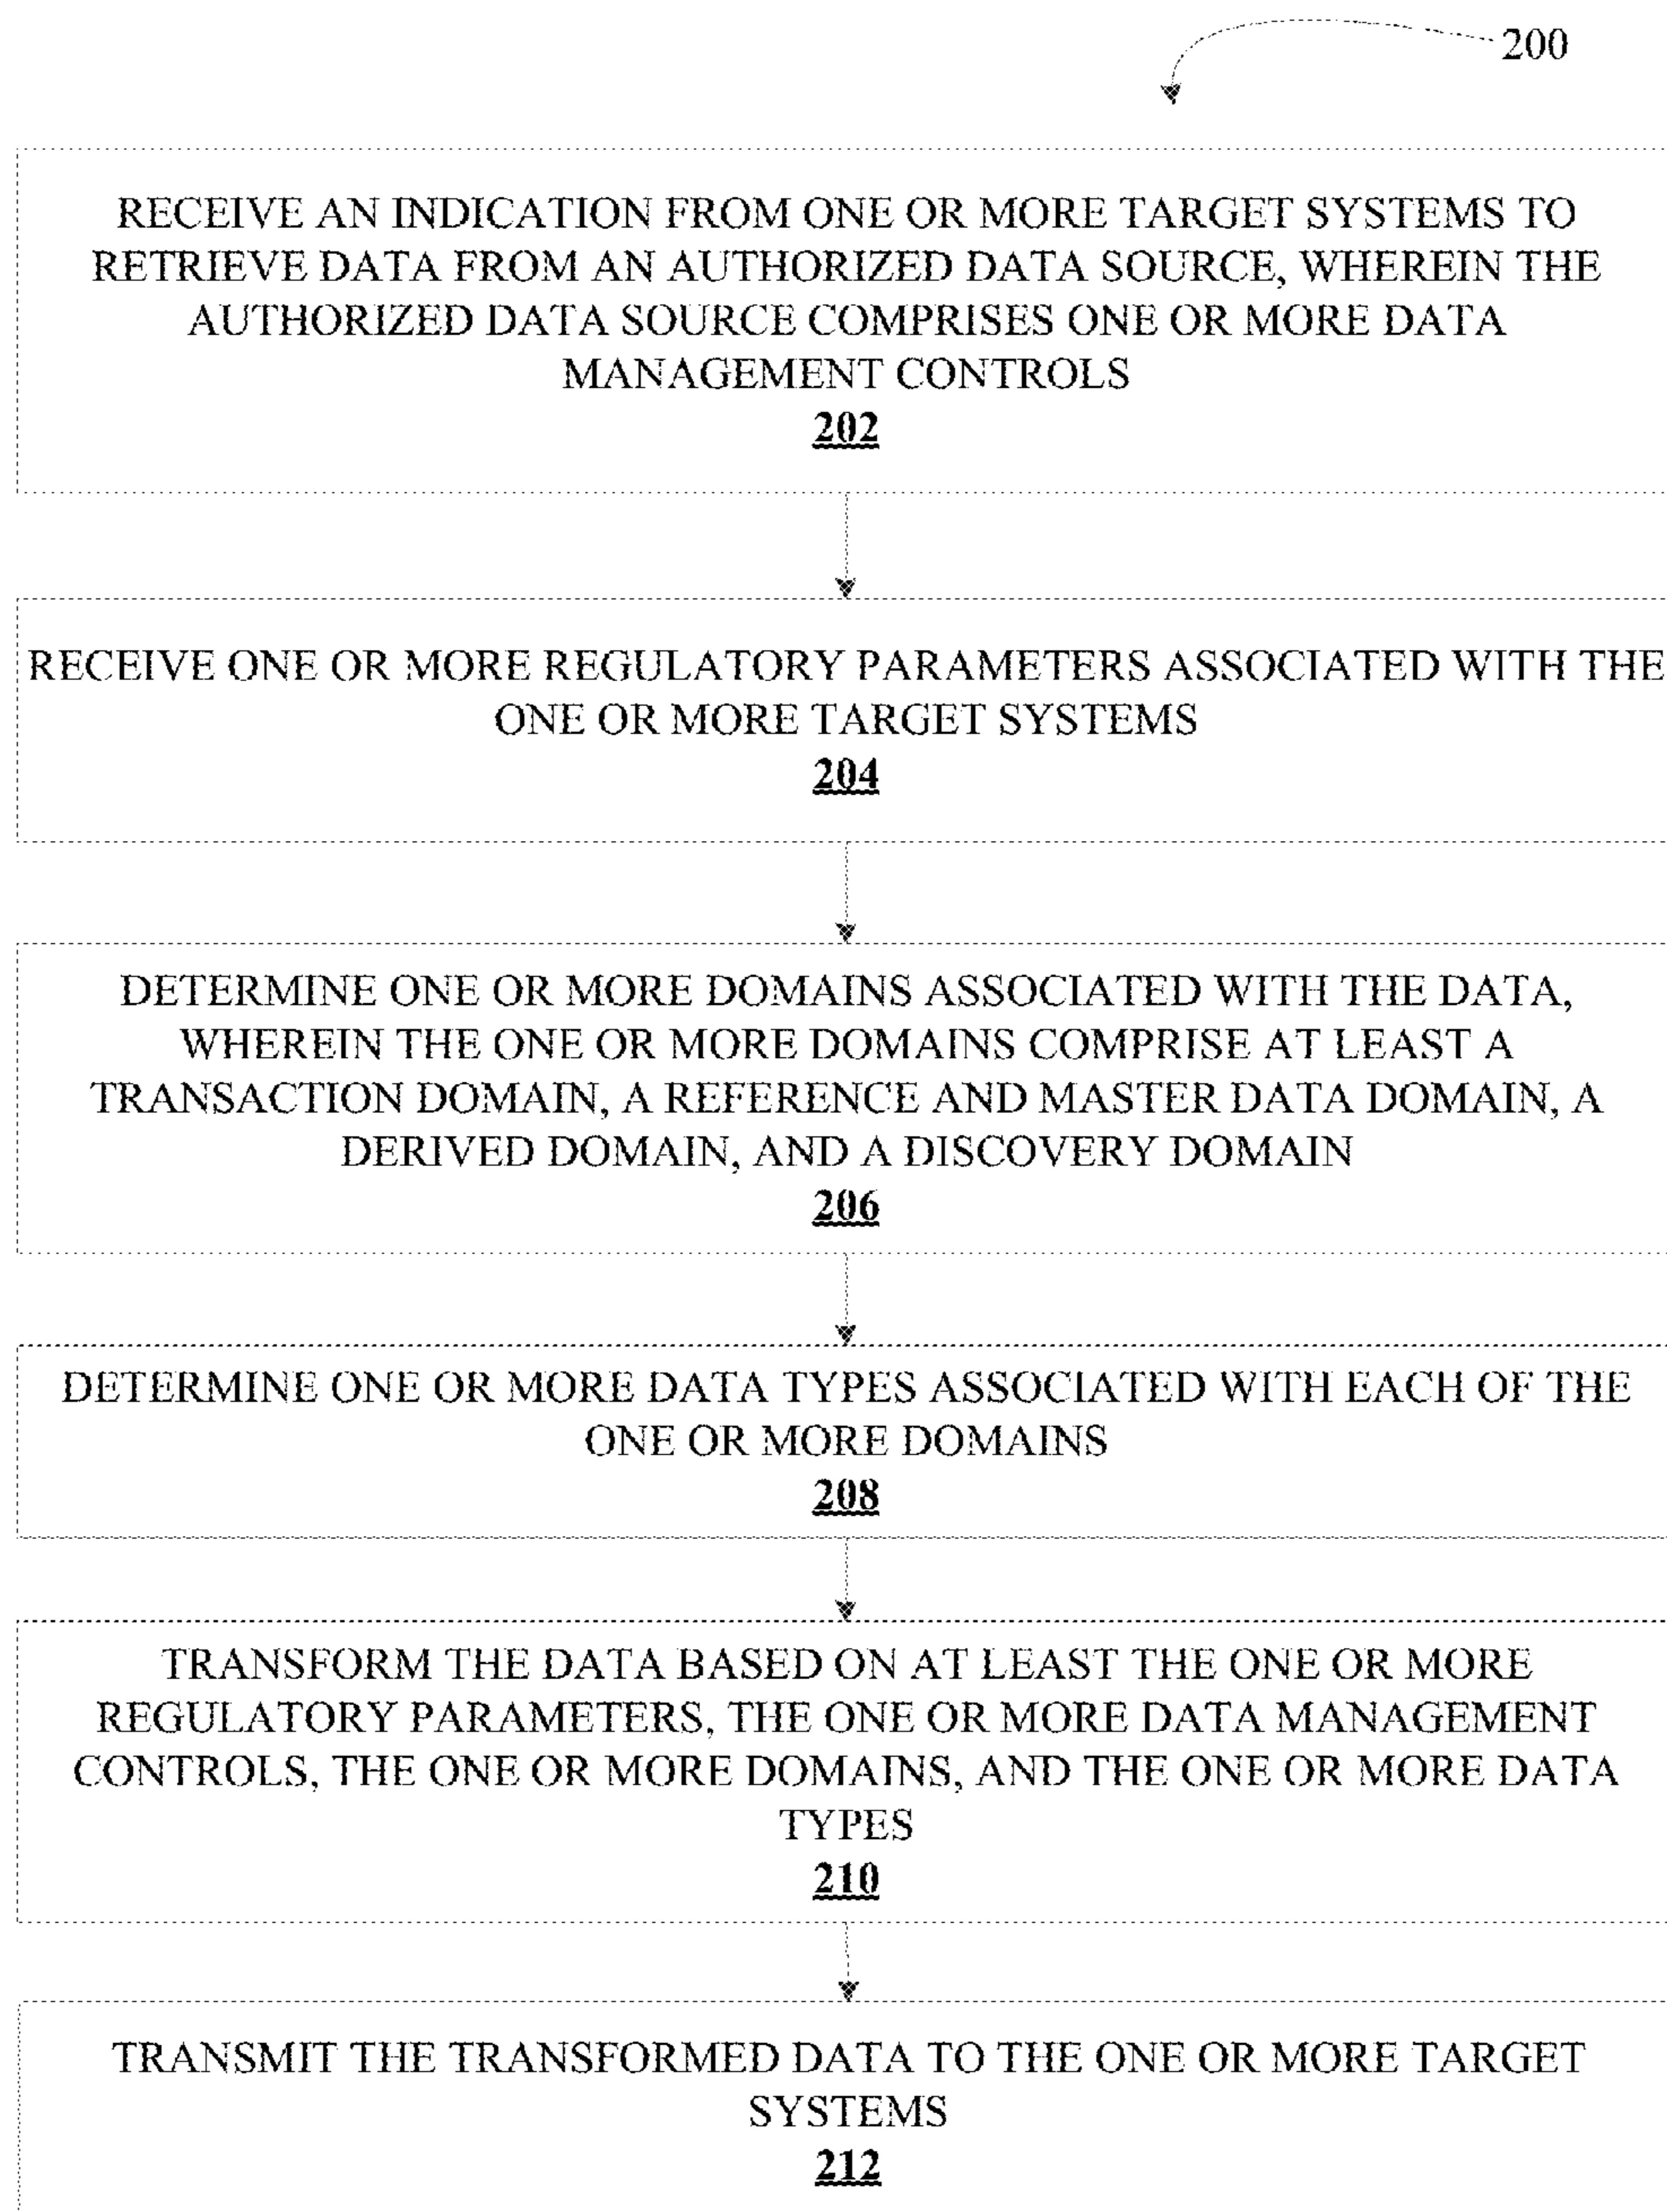 200
RECEIVE AN INDICATION FROM ONE OR MORE TARGET SYSTEMS TO
RETRIEVE DATA FROM AN AUTHORIZED DATA SOURCE, WHEREIN THE
AUTHORIZED DATA SOURCE COMPRISES ONE OR MORE DATA
MANAGEMENT CONTROLS
202
RECEIVE ONE OR MORE REGULATORY PARAMETERS ASSOCIATED WITH THE
ONE OR MORE TARGET SYSTEMS
204
DETERMINE ONE OR MORE DOMAINS ASSOCIATED WITH THE DATA,
WHEREIN THE ONE OR MORE DOMAINS COMPRISE AT LEAST A
TRANSACTION DOMAIN, A REFERENCE AND MASTER DATA DOMAIN, A
DERIVED DOMAIN, AND A DISCOVERY DOMAIN
206
DETERMINE ONE OR MORE DATA TYPES ASSOCIATED WITH EACH OF THE
ONE OR MORE DOMAINS
208
TRANSFORM THE DATA BASED ON AT LEAST THE ONE OR MORE
REGULATORY PARAMETERS, THE ONE OR MORE DATA MANAGEMENT
CONTROLS, THE ONE OR MORE DOMAINS, AND THE ONE OR MORE DATA
TYPES
210
TRANSMIT THE TRANSFORMED DATA TO THE ONE OR MORE TARGET
SYSTEMS
212